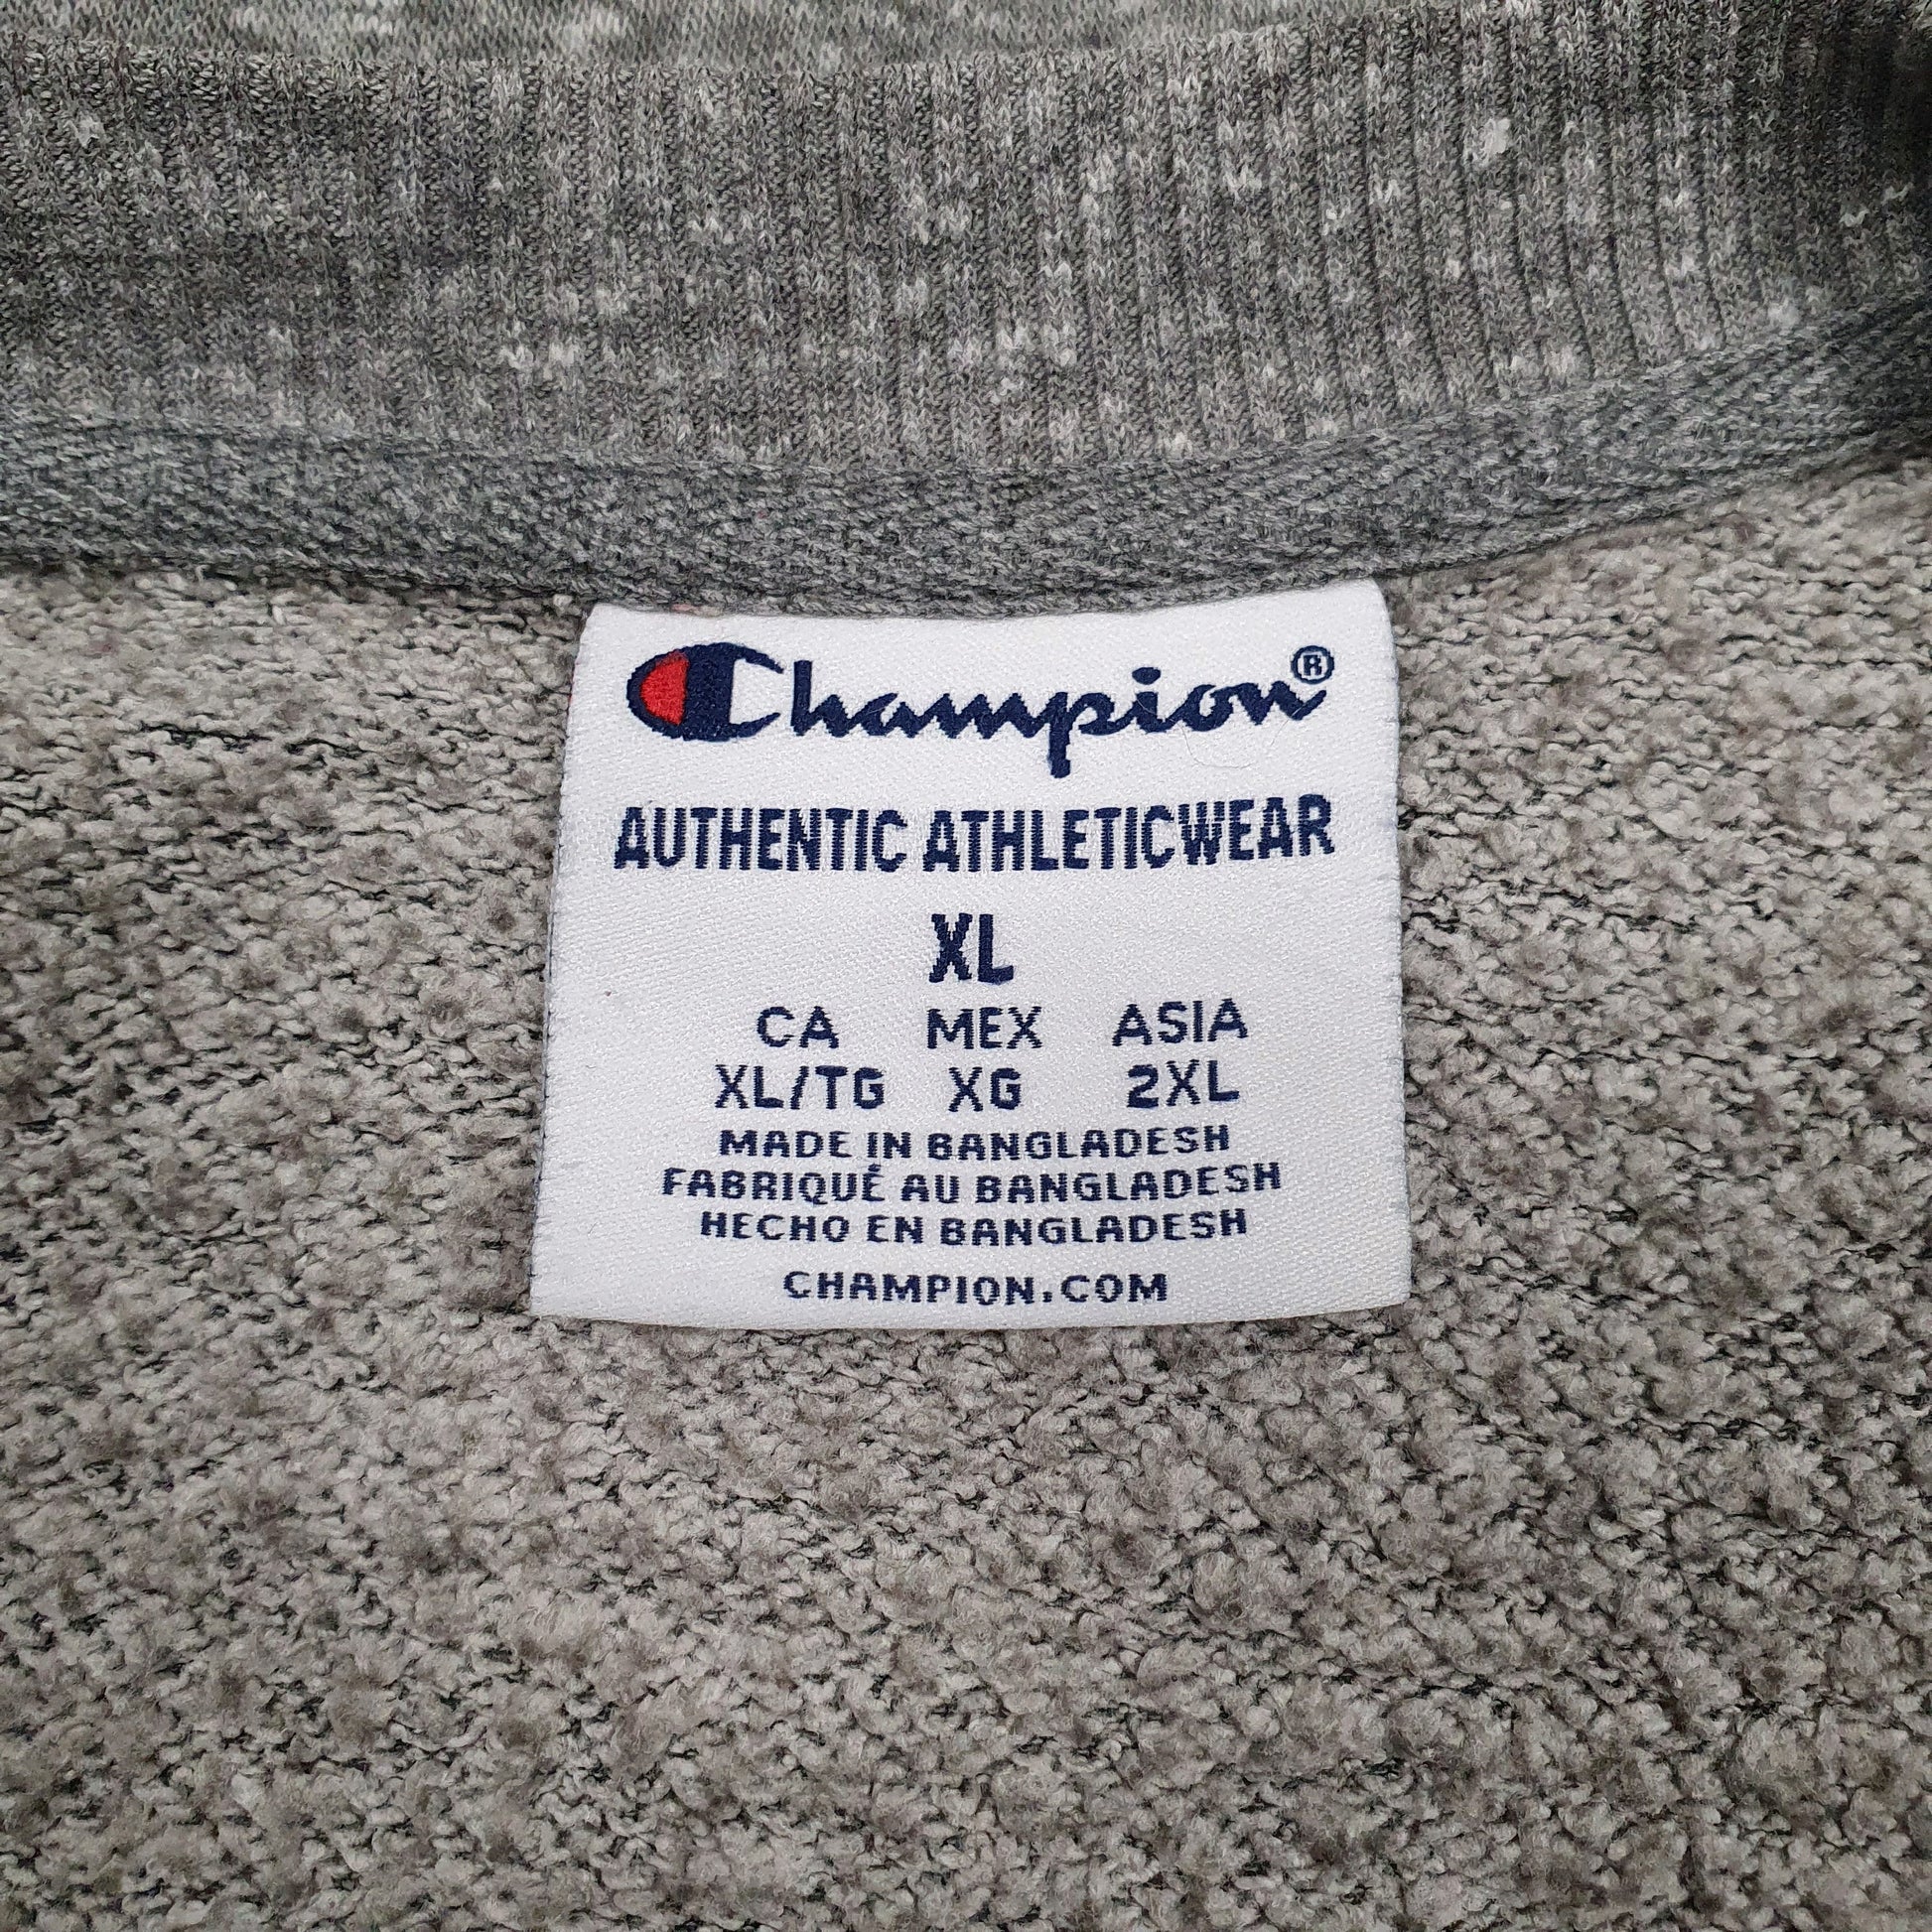 Champion®
AUTHENTIC ATHLETICWEAR
XL
CA MEX ASIA
XL/TG XG 2XL
MADE IN BANGLADESH
FABRIQUÉ AU BANGLADESH
HECHO EN BANGLADESH
CHAMPION.COM